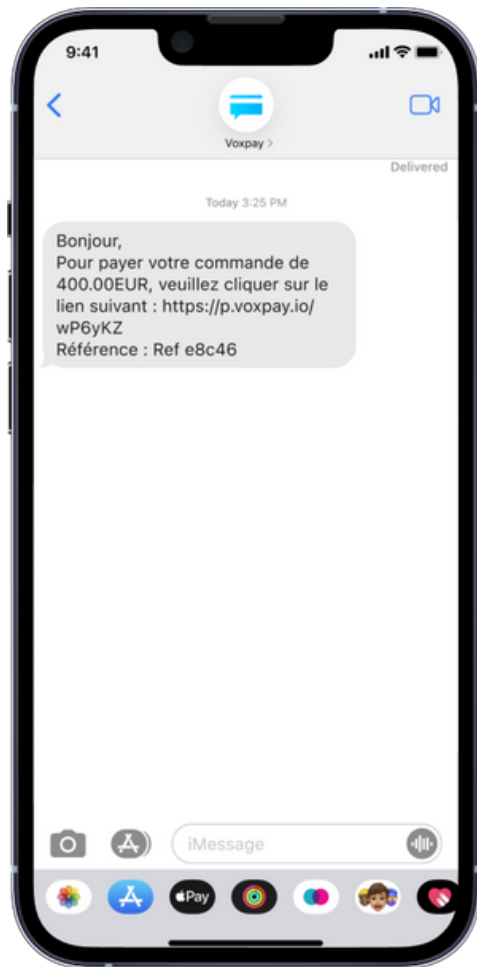 9:41
Voxpay >
Delivered
Today 3:25 PM
Bonjour,
Pour payer votre commande de
400.00EUR, veuillez cliquer sur le
lien suivant : https://p.voxpay.io/
wP6yKZ
Référence : Ref e8c46
iMessage
Pay